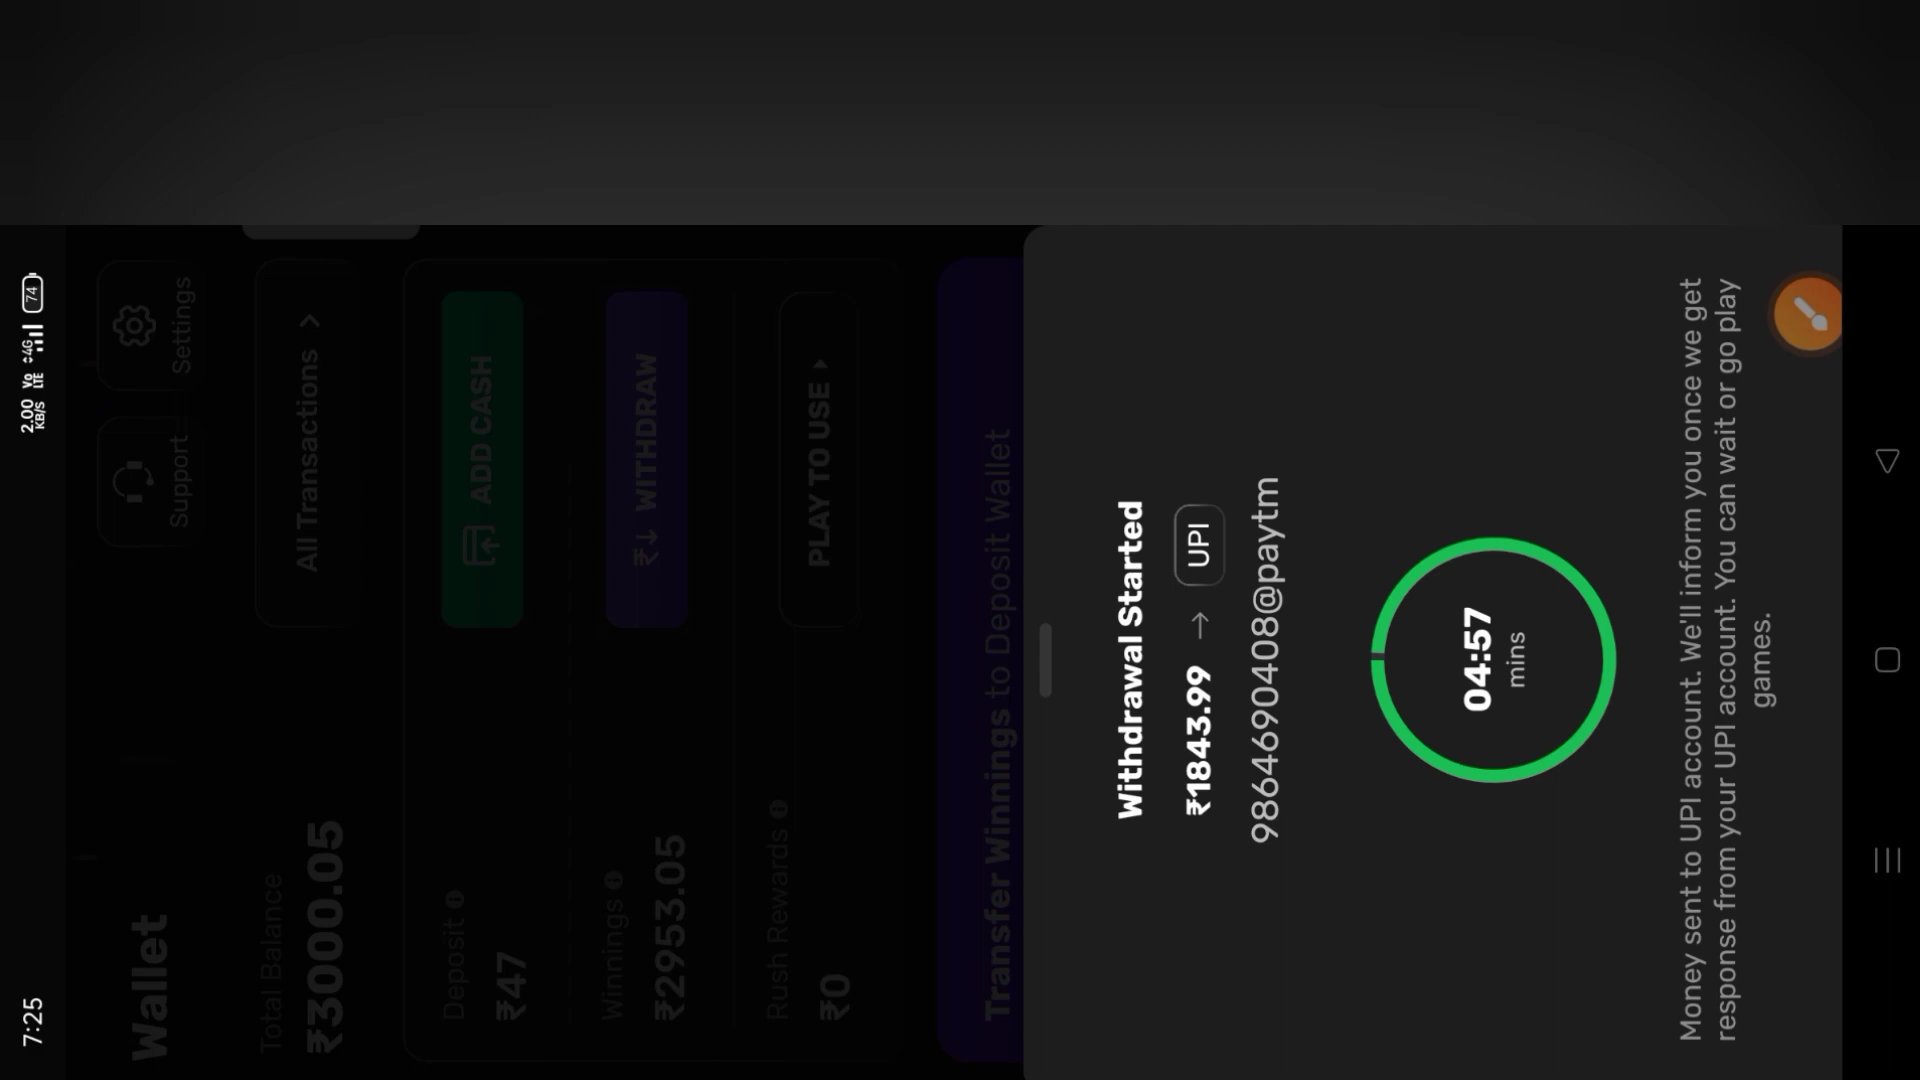 7:25
2.00 KB/S Vo LTE 4G 74
Wallet
Support
Settings
Total Balance
₹3000.05
All Transactions
Deposit
₹47
ADD CASH
Winnings
₹2953.05
WITHDRAW
Rush Rewards
₹0
PLAY TO USE
Transfer Winnings to Deposit Wallet
Withdrawal Started
₹1843.99 → UPI
9864690408@paytm
04:57
mins
Money sent to UPI account. We'll inform you once we get
response from your UPI account. You can wait or go play
games.